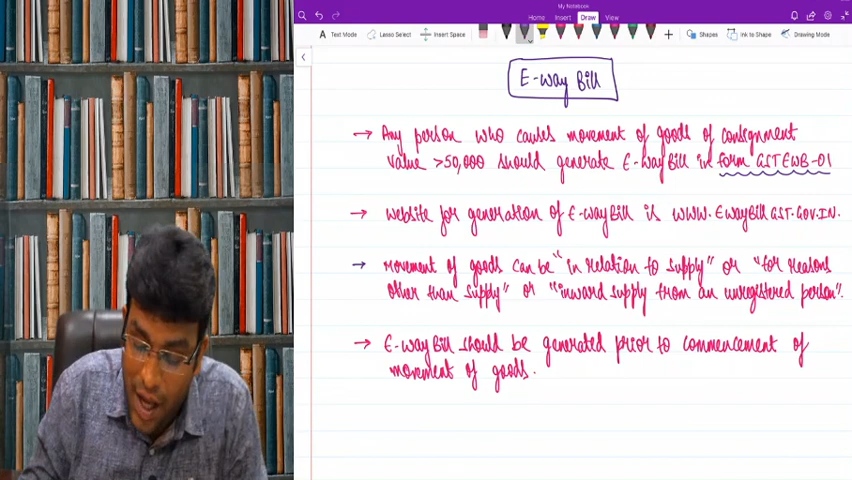 My Notebook
Home Insert Draw View
Text Mode Lasso Select Insert Space Shapes Ink to Shape Drawing Mode
E-Way Bill
→ Any person who causes movement of goods of consignment
value >50,000 should generate E-Way Bill in form GST EWB-01
→ Website for generation of E-Way Bill is WWW.EWayBillGST.GOV.IN.
→ Movement of goods can be "in relation to supply" or "for reasons
other than supply" or "inward supply from an unregistered person".
→ E-Way Bill should be generated prior to commencement of
movement of goods.